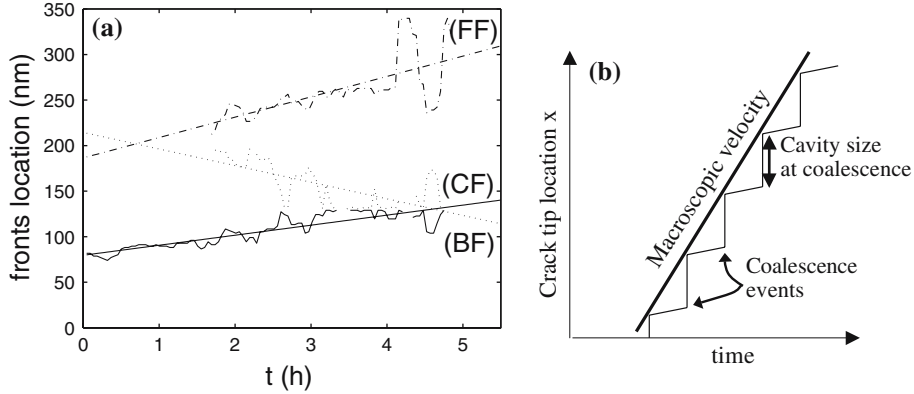 (a)
fronts location (nm)
350
300
250
200
150
100
50
0
0
1
2
3
4
5
t (h)
(FF)
(CF)
(BF)
(b)
Crack tip location x
Macroscopic velocity
Cavity size
at coalescence
Coalescence
events
time